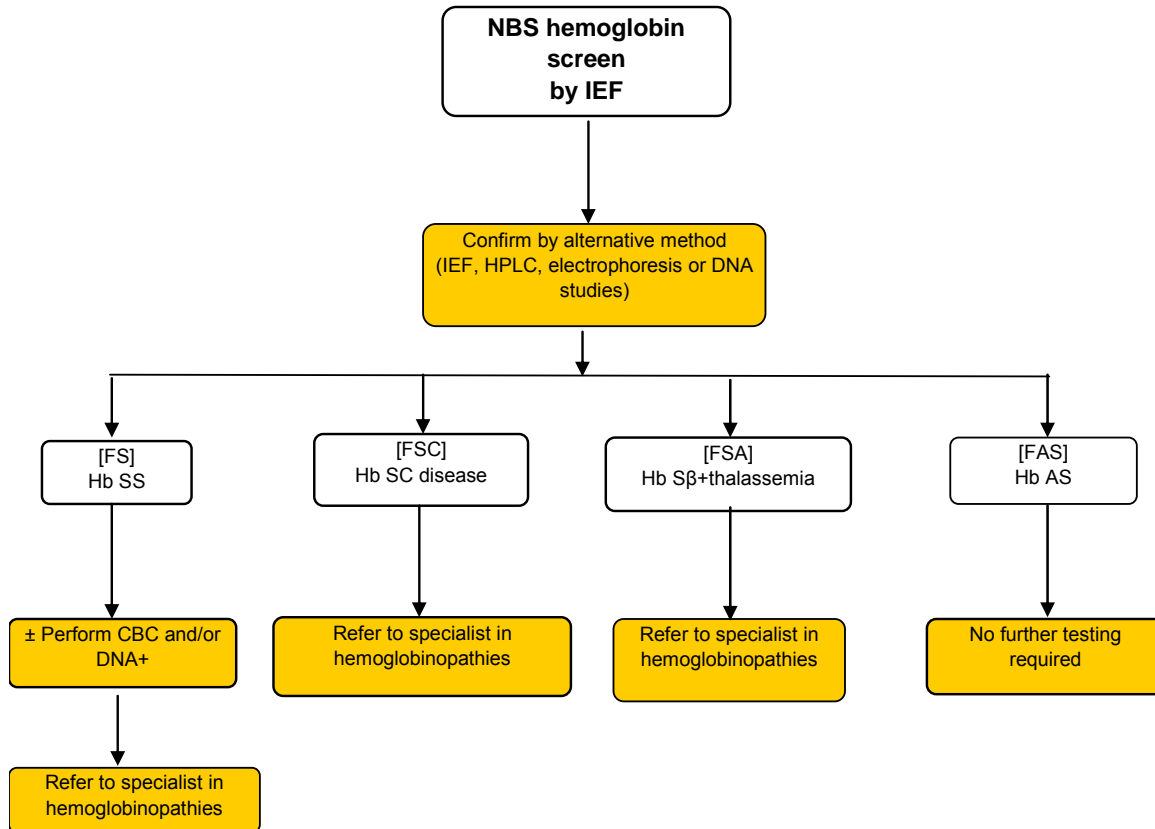 NBS hemoglobin
screen
by IEF
Confirm by alternative method
(IEF, HPLC, electrophoresis or DNA
studies)
[FS]
Hb SS
[FSC]
Hb SC disease
[FSA]
Hb Sβ+thalassemia
[FAS]
Hb AS
± Perform CBC and/or
DNA+
Refer to specialist in
hemoglobinopathies
Refer to specialist in
hemoglobinopathies
No further testing
required
Refer to specialist in
hemoglobinopathies